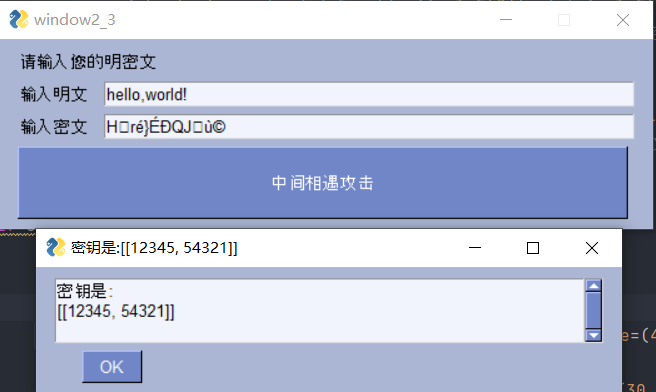 window2_3
请输入您的明密文
输入明文 hello,world!
输入密文 H□ré}ÉÐQJ□ù©
中间相遇攻击
密钥是:[[12345, 54321]]
密钥是:
[[12345, 54321]]
OK
e=(4
(30